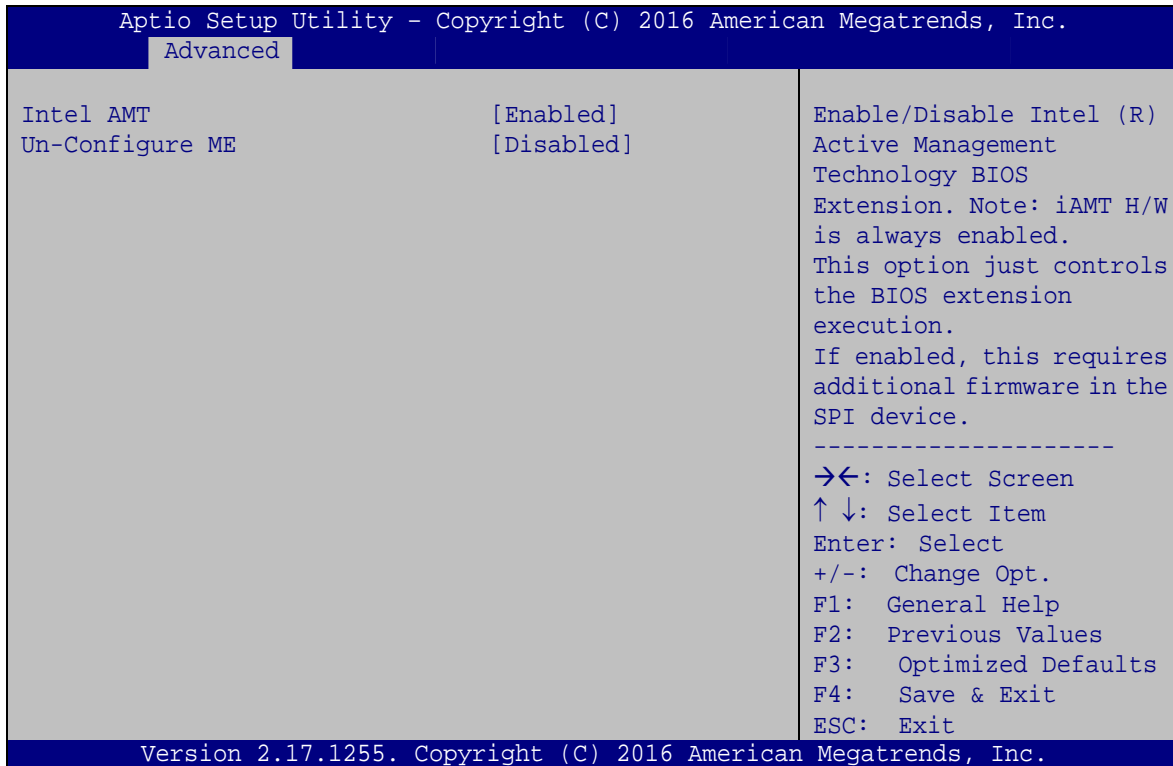 Aptio Setup Utility – Copyright (C) 2016 American Megatrends, Inc.
Advanced
Intel AMT [Enabled]
Un-Configure ME [Disabled]
Enable/Disable Intel (R)
Active Management
Technology BIOS
Extension. Note: iAMT H/W
is always enabled.
This option just controls
the BIOS extension
execution.
If enabled, this requires
additional firmware in the
SPI device.
---------------------
→←: Select Screen
↑ ↓: Select Item
Enter: Select
+/-: Change Opt.
F1: General Help
F2: Previous Values
F3: Optimized Defaults
F4: Save & Exit
ESC: Exit
Version 2.17.1255. Copyright (C) 2016 American Megatrends, Inc.